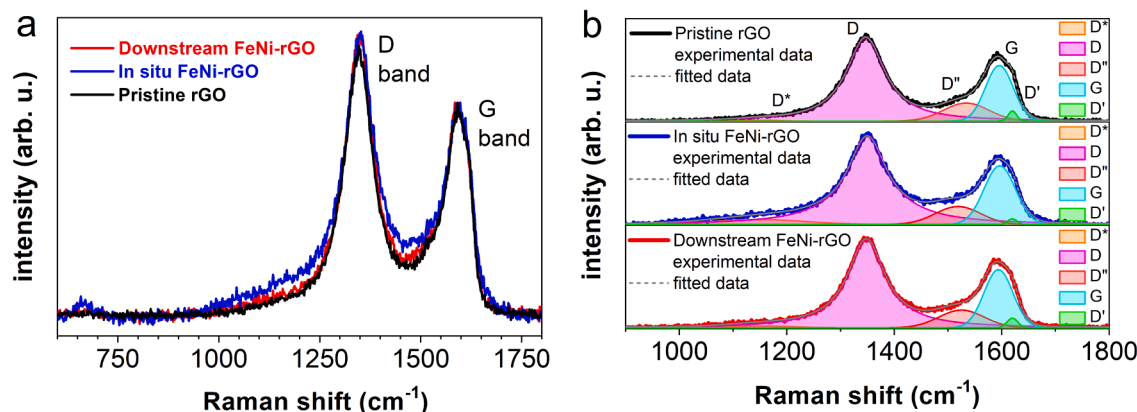 a
Downstream FeNi-rGO
In situ FeNi-rGO
Pristine rGO
D
band
G
band
intensity (arb. u.)
750
1000
1250
1500
1750
Raman shift (cm⁻¹)
b
Pristine rGO
experimental data
fitted data
D*
D
D"
G
D'
D*
D
D"
G
D'
In situ FeNi-rGO
experimental data
fitted data
D*
D
D"
G
D'
Downstream FeNi-rGO
experimental data
fitted data
D*
D
D"
G
D'
intensity (arb. u.)
1000
1200
1400
1600
1800
Raman shift (cm⁻¹)